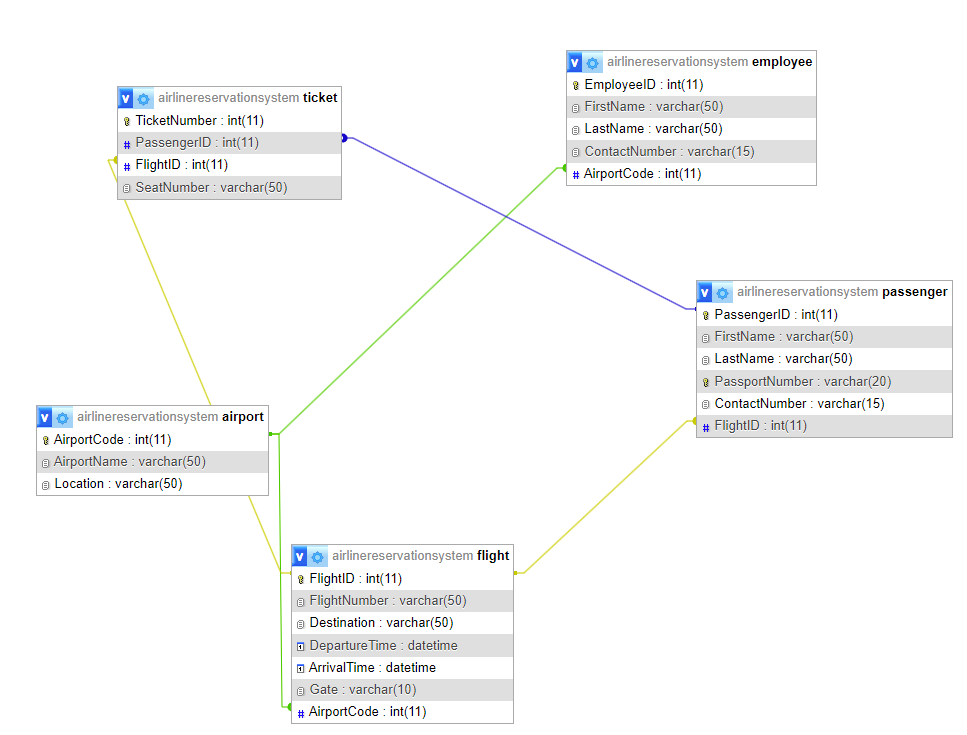 airlinereservationsystem employee
EmployeeID : int(11)
FirstName : varchar(50)
LastName : varchar(50)
ContactNumber : varchar(15)
AirportCode : int(11)
airlinereservationsystem ticket
TicketNumber : int(11)
PassengerID : int(11)
FlightID : int(11)
SeatNumber : varchar(50)
airlinereservationsystem passenger
PassengerID : int(11)
FirstName : varchar(50)
LastName : varchar(50)
PassportNumber : varchar(20)
ContactNumber : varchar(15)
FlightID : int(11)
airlinereservationsystem airport
AirportCode : int(11)
AirportName : varchar(50)
Location : varchar(50)
airlinereservationsystem flight
FlightID : int(11)
FlightNumber : varchar(50)
Destination : varchar(50)
DepartureTime : datetime
ArrivalTime : datetime
Gate : varchar(10)
AirportCode : int(11)